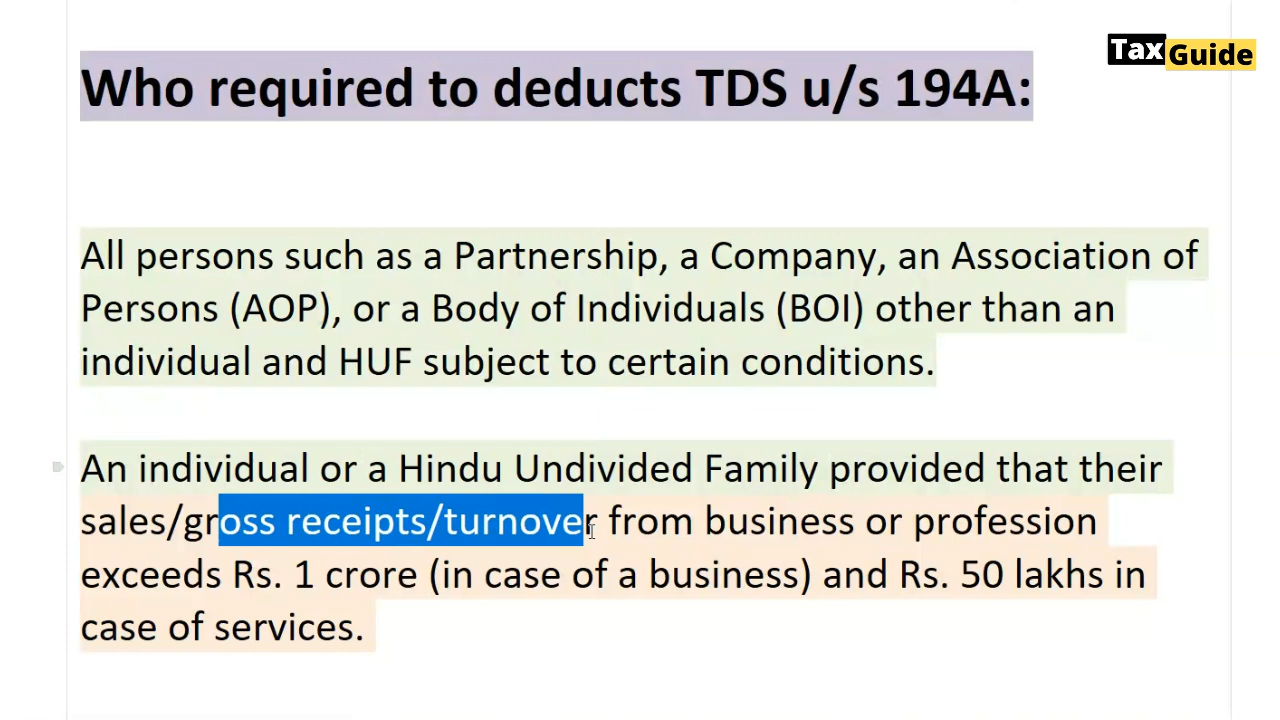 Tax Guide
Who required to deducts TDS u/s 194A:
All persons such as a Partnership, a Company, an Association of
Persons (AOP), or a Body of Individuals (BOI) other than an
individual and HUF subject to certain conditions.
An individual or a Hindu Undivided Family provided that their
sales/gross receipts/turnover from business or profession
exceeds Rs. 1 crore (in case of a business) and Rs. 50 lakhs in
case of services.